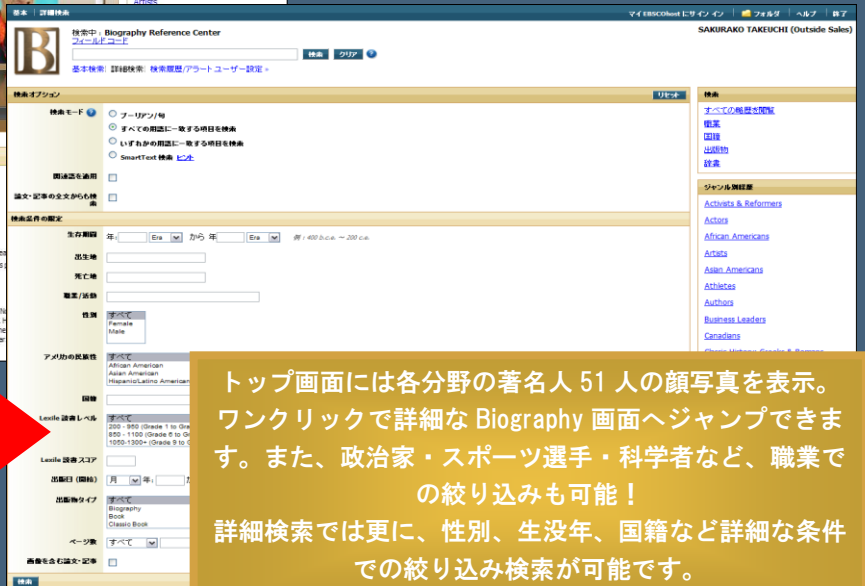 Artists
基本 詳細検索 マイ EBSCOhost にサイン イン フォルダ ヘルプ 終了
検索中: Biography Reference Center
SAKURAKO TAKEUCHI (Outside Sales)
フィールド コード
検索 クリア
基本検索 詳細検索 検索履歴/アラート ユーザー設定 »
検索オプション リセット
検索モード
ブーリアン/句
すべての用語に一致する項目を検索
いずれかの用語に一致する項目を検索
SmartText 検索 ヒント
関連語を適用
論文・記事の全文からも検索
検索条件の限定
生存期間 年: Era から 年 Era 例 : 400 b.c.e. ~ 200 c.e.
出生地
死亡地
職業/活動
性別 すべて
Female
Male
アメリカの民族性 すべて
African American
Asian American
Hispanic/Latino American
国籍
Lexile 読書レベル すべて
200 - 950 (Grade 1 to Gra
850 - 1100 (Grade 6 to Gr
1050-1300+ (Grade 9 to G
Lexile 読書スコア
出版日 (開始) 月 年:
出版物タイプ すべて
Biography
Book
Classic Book
ページ数 すべて
画像を含む論文・記事
検索
検索
すべての略歴を閲覧
職業
国籍
出版物
辞書
ジャンル別経歴
Activists & Reformers
Actors
African Americans
Artists
Asian Americans
Athletes
Authors
Business Leaders
Canadians
トップ画面には各分野の著名人 51 人の顔写真を表示。
ワンクリックで詳細な Biography 画面へジャンプできま
す。また、政治家・スポーツ選手・科学者など、職業で
の絞り込みも可能！
詳細検索では更に、性別、生没年、国籍など詳細な条件
での絞り込み検索が可能です。